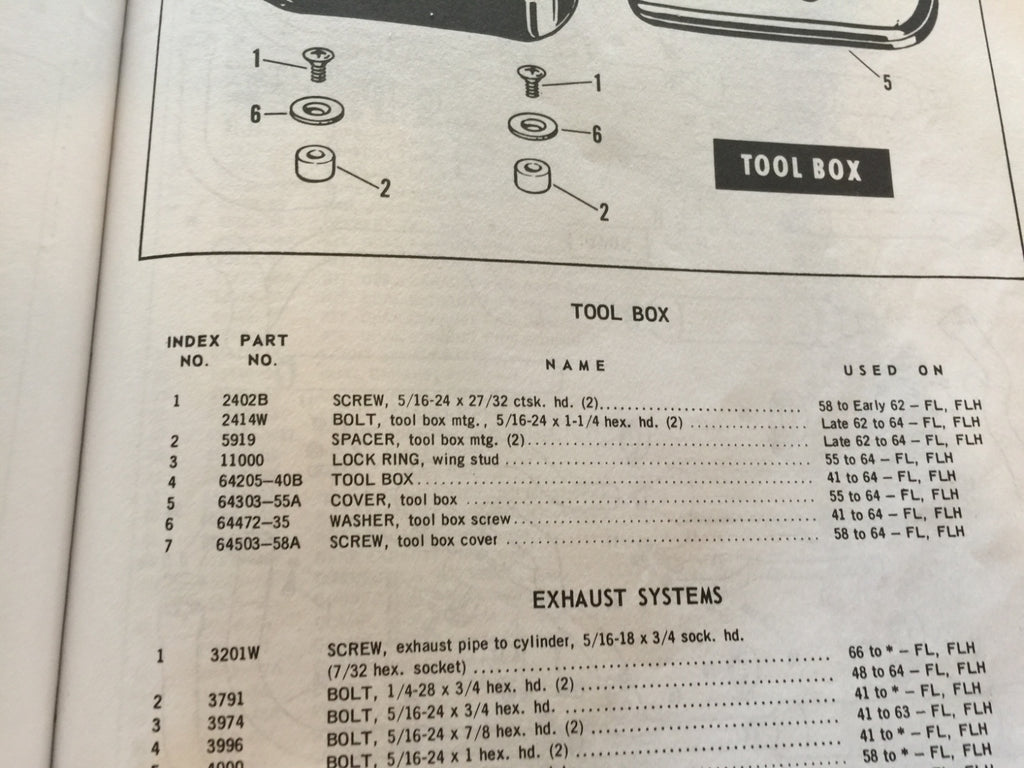 1
1
5
6
6
2
2
TOOL BOX
TOOL BOX
INDEX PART
NO. NO. NAME USED ON
1 2402B SCREW, 5/16-24 x 27/32 ctsk. hd. (2) 58 to Early 62 – FL, FLH
2414W BOLT, tool box mtg., 5/16-24 x 1-1/4 hex. hd. (2) Late 62 to 64 – FL, FLH
2 5919 SPACER, tool box mtg. (2) Late 62 to 64 – FL, FLH
3 11000 LOCK RING, wing stud 55 to 64 – FL, FLH
4 64205–40B TOOL BOX 41 to 64 – FL, FLH
5 64303–55A COVER, tool box 55 to 64 – FL, FLH
6 64472–35 WASHER, tool box screw 41 to 64 – FL, FLH
7 64503–58A SCREW, tool box cover 58 to 64 – FL, FLH
EXHAUST SYSTEMS
1 3201W SCREW, exhaust pipe to cylinder, 5/16-18 x 3/4 sock. hd.
(7/32 hex. socket) 66 to * – FL, FLH
2 3791 BOLT, 1/4-28 x 3/4 hex. hd. (2) 48 to 64 – FL, FLH
3 3974 BOLT, 5/16-24 x 3/4 hex. hd. 41 to * – FL, FLH
4 3996 BOLT, 5/16-24 x 7/8 hex. hd. (2) 41 to 63 – FL, FLH
BOLT, 5/16-24 x 1 hex. hd. (2) 41 to * – FL, FLH
58 to * – FL, FLH